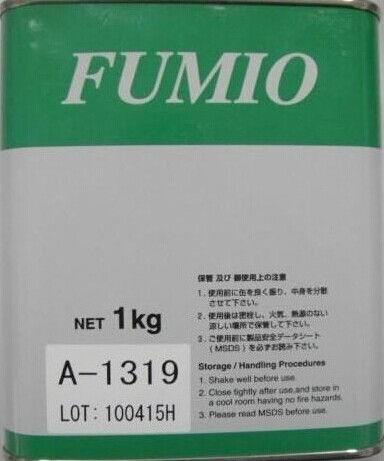 FUMIO
保管 及び 御使用上の注意
1. 使用前に缶を良く振り、中身を分散
させて下さい。
2. 使用後は密栓し、火気、熱源のない
涼しい場所で保管して下さい。
3. ご使用前に製品安全データシート
(MSDS) を必ずお読み下さい。
NET 1kg
Storage / Handling Procedures
1. Shake well before use.
2. Close tightly after use,and store in
a cool room having no fire hazards.
3. Please read MSDS before use.
A-1319
LOT: 100415H